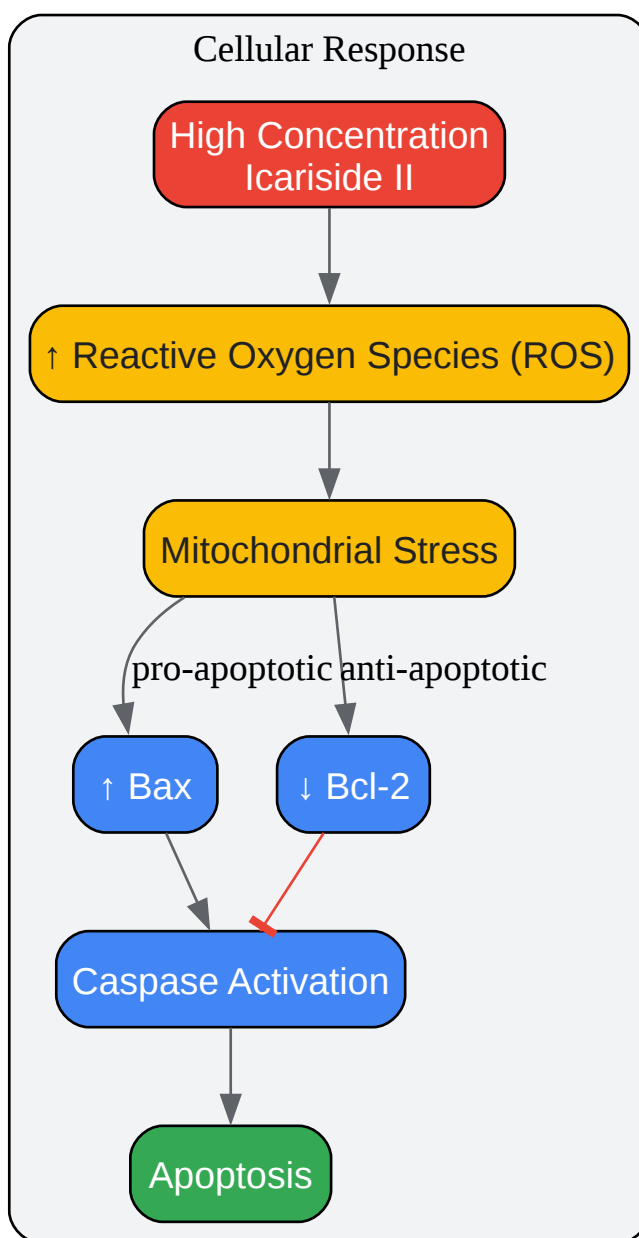 Cellular Response
High Concentration
Icariside II
↑ Reactive Oxygen Species (ROS)
Mitochondrial Stress
pro-apoptotic
anti-apoptotic
↑ Bax
↓ Bcl-2
Caspase Activation
Apoptosis